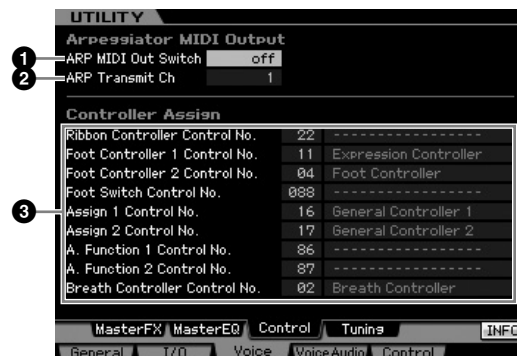 UTILITY
Arpeggiator MIDI Output
1 ARP MIDI Out Switch off
2 ARP Transmit Ch 1
Controller Assign
Ribbon Controller Control No. 22 ----------------
Foot Controller 1 Control No. 11 Expression Controller
Foot Controller 2 Control No. 04 Foot Controller
Foot Switch Control No. 088 ----------------
3 Assign 1 Control No. 16 General Controller 1
Assign 2 Control No. 17 General Controller 2
A. Function 1 Control No. 86 ----------------
A. Function 2 Control No. 87 ----------------
Breath Controller Control No. 02 Breath Controller
MasterFX MasterEQ Control Tuning INFO
General I/O Voice VoiceAudio Control